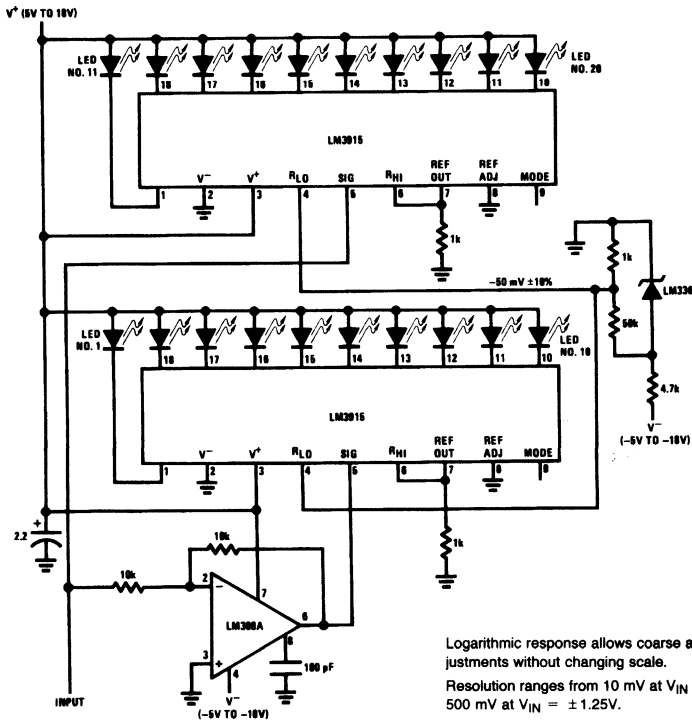 V+ (5V TO 18V)
LED NO. 11
LED NO. 20
18 17 16 15 14 13 12 11 10
LM3915
V− V+ RLO SIG RHI REF OUT REF ADJ MODE
1 2 3 4 5 6 7 8 9
1k
1k
−50 mV ±10%
LM336
50k
4.7k
V−
(−5V TO −18V)
LED NO. 1
LED NO. 10
18 17 16 15 14 13 12 11 10
LM3915
V− V+ RLO SIG RHI REF OUT REF ADJ MODE
1 2 3 4 5 6 7 8 9
1k
+
2.2
10k
10k
2 −
7
LM308A
6
3 +
8
4
100 pF
V−
(−5V TO −18V)
INPUT
Logarithmic response allows coarse a
justments without changing scale.
Resolution ranges from 10 mV at VIN
500 mV at VIN = ±1.25V.